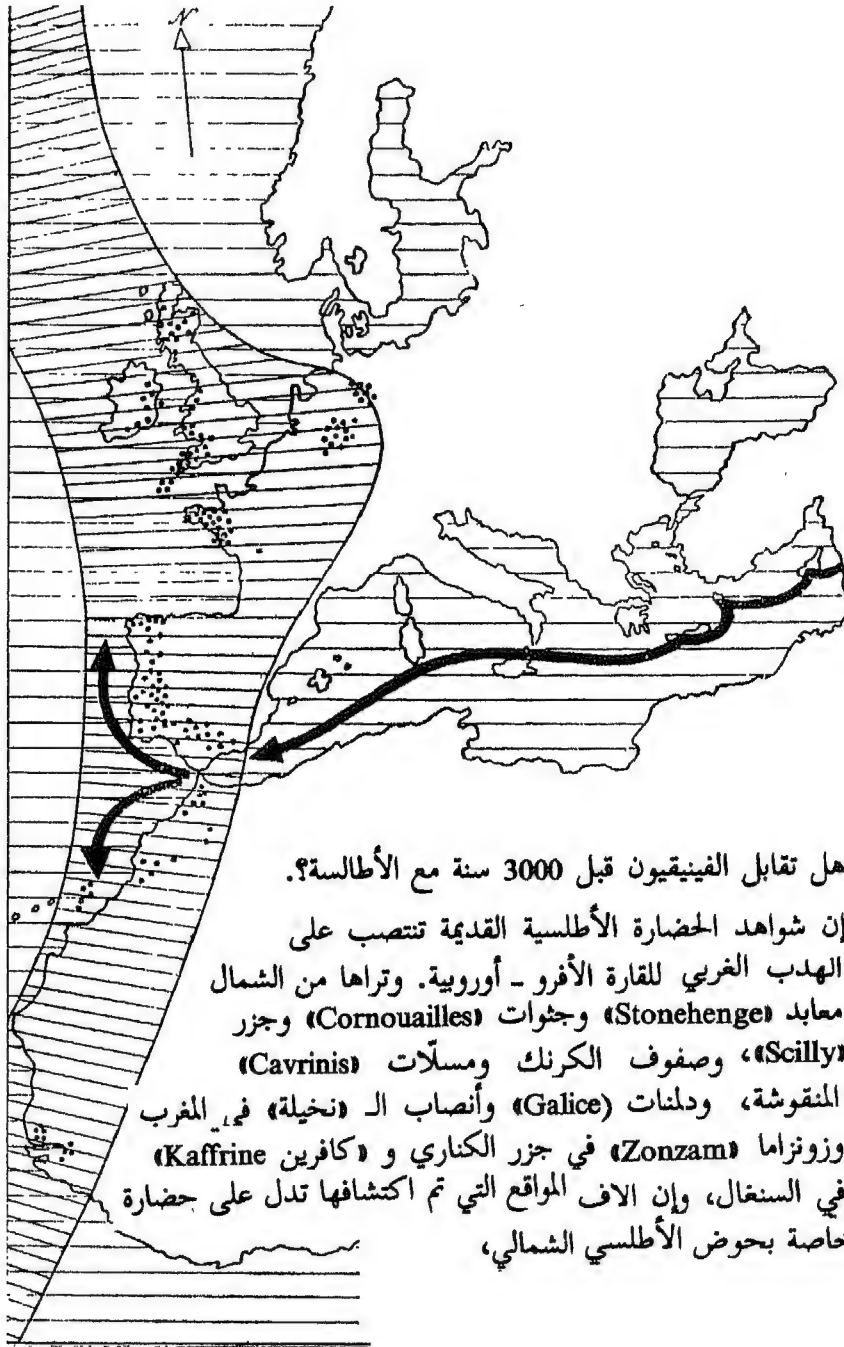 N
هل تقابل الفينيقيون قبل 3000 سنة مع الأطالسة؟.
إن شواهد الحضارة الأطلسية القديمة تنتصب على
الهدب الغربي للقارة الأفرو ـ أوروبية. وتراها من الشمال
معابد «Stonehenge» وجثوات «Cornouailles» وجزر
«Scilly»، وصفوف الكرنك ومسلّات «Cavrinis»
المنقوشة، ودلمنات (Galice» وأنصاب الـ «نخيلة» في المغرب
وزونزاما «Zonzam» في جزر الكناري و «كافرين Kaffrine»
في السنغال، وإن الاف المواقع التي تم اكتشافها تدل على حضارة
خاصة بحوض الأطلسي الشمالي،